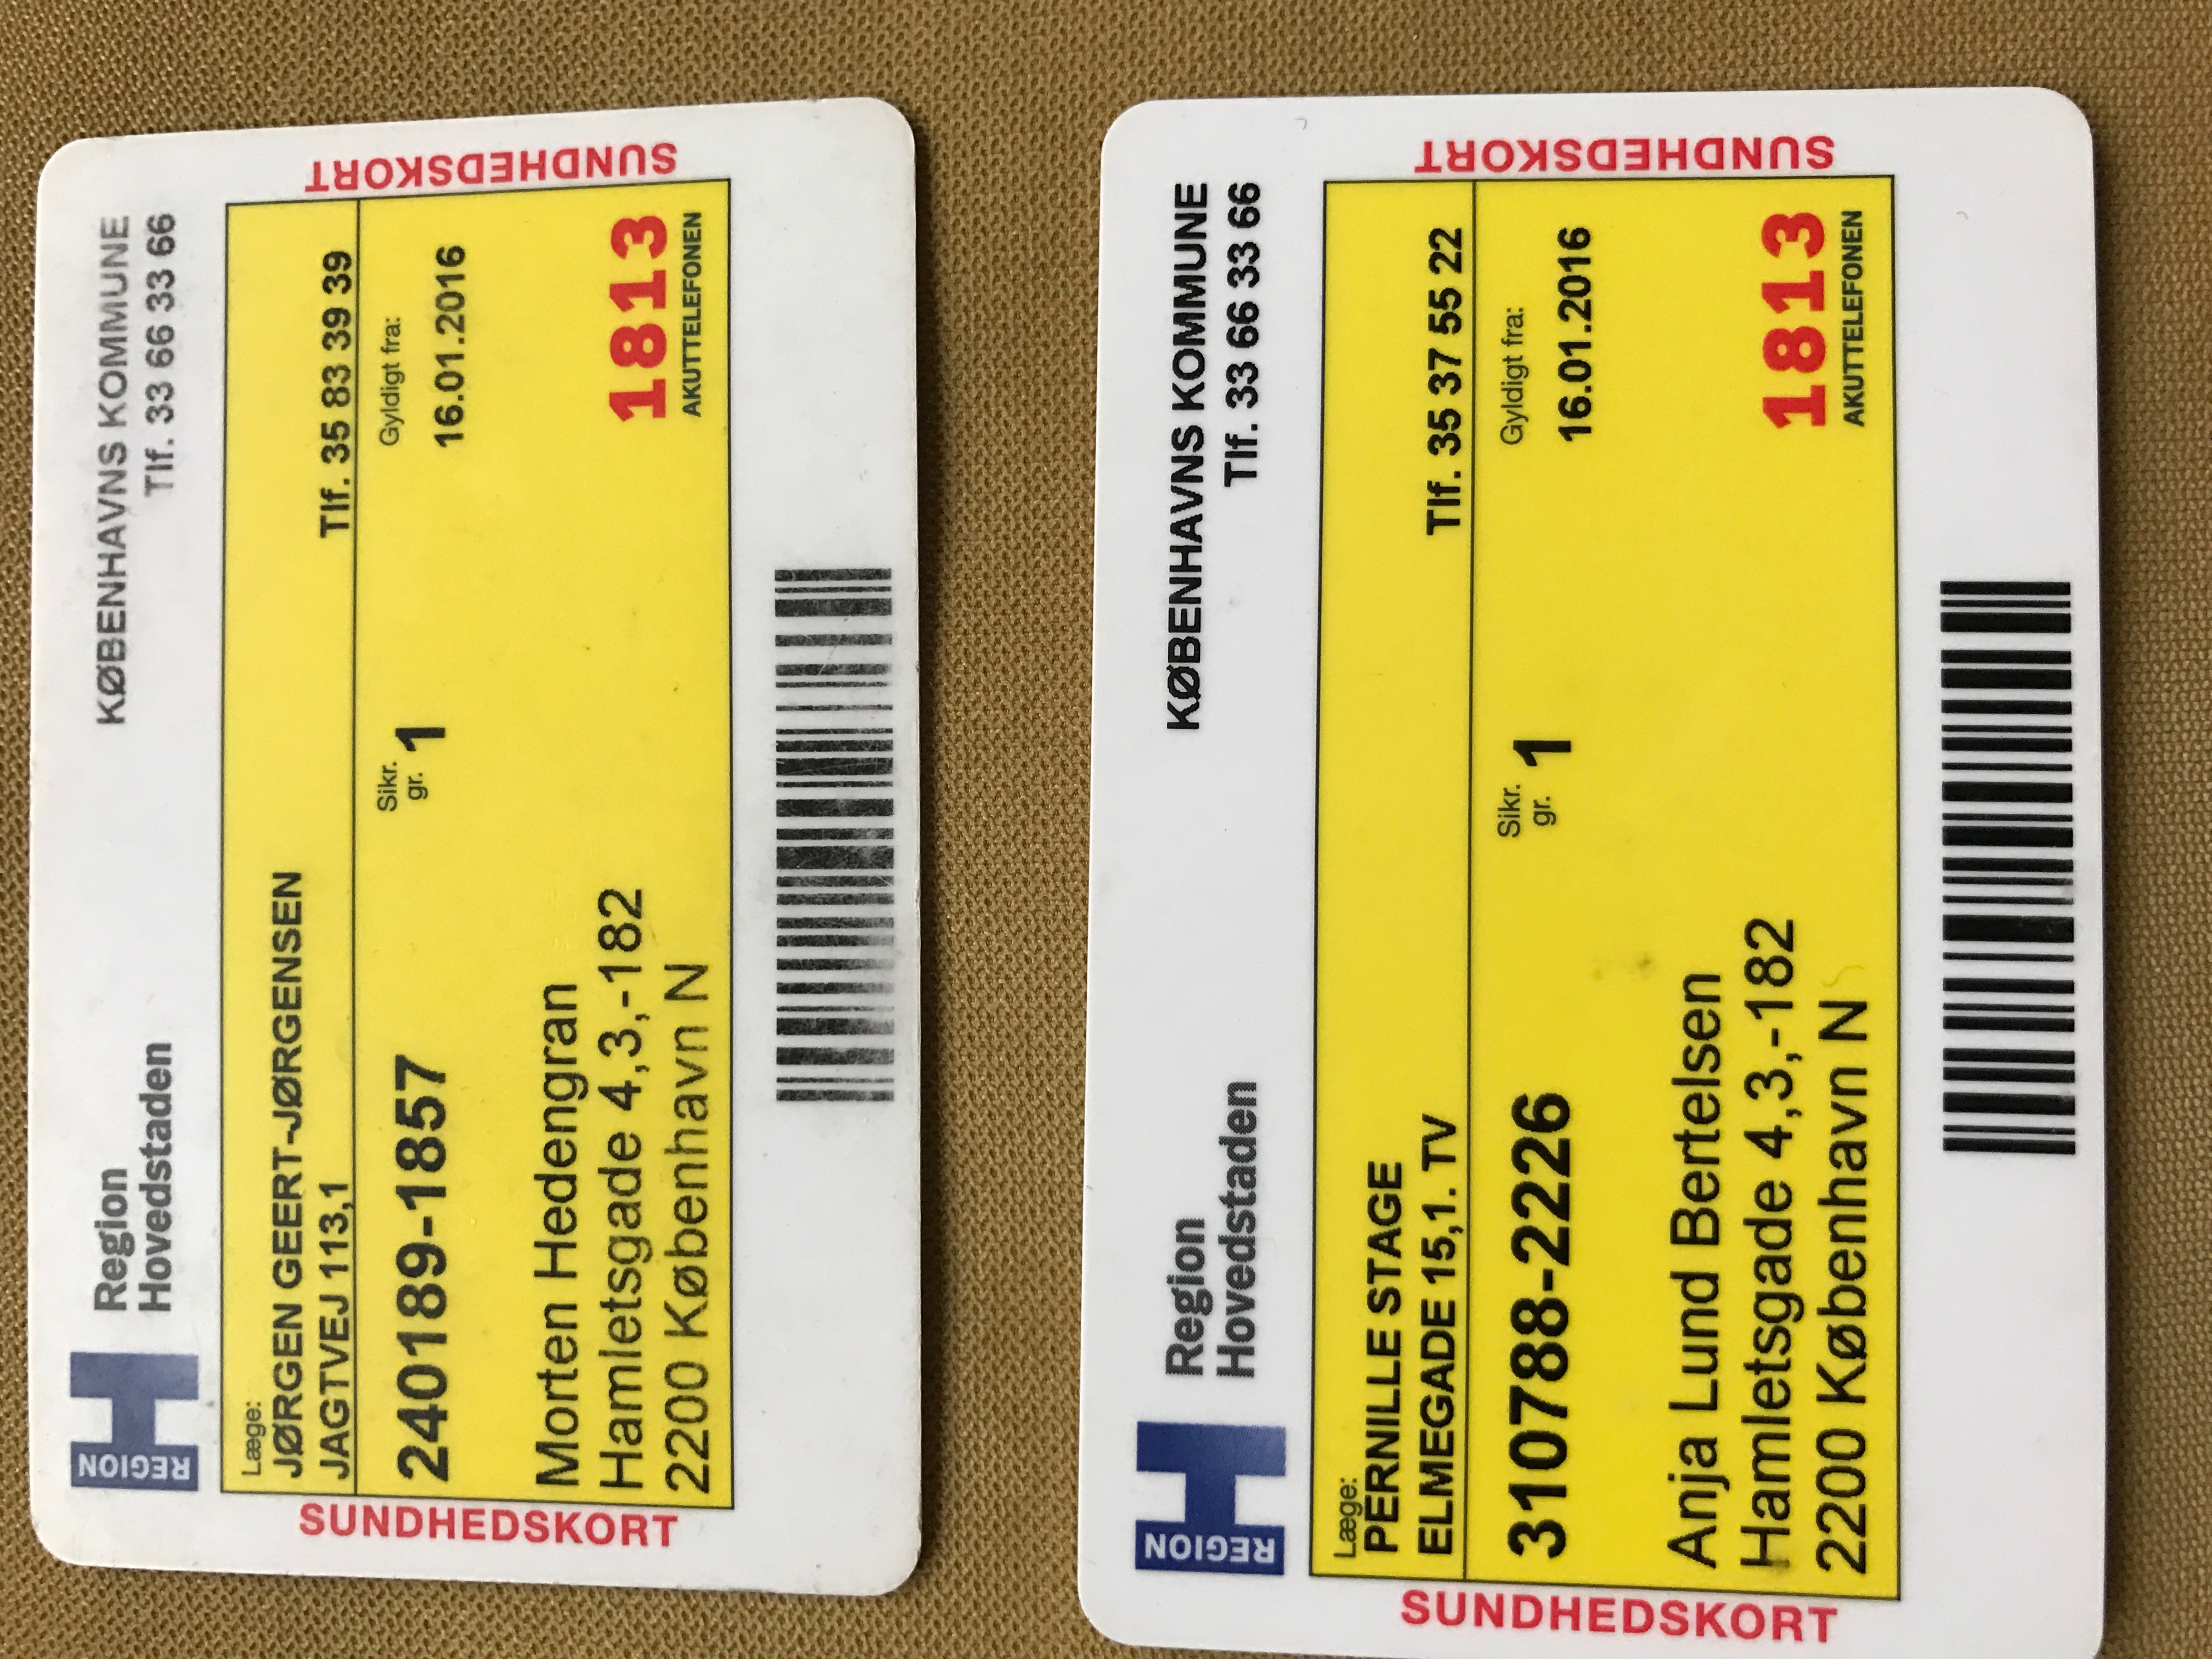 REGION
Region
Hovedstaden
KØBENHAVNS KOMMUNE
Tlf. 33 66 33 66
Læge:
JØRGEN GEERT-JØRGENSEN
JAGTVEJ 113,1
Tlf. 35 83 39 39
240189-1857
Sikr.
gr. 1
Gyldigt fra:
16.01.2016
Morten Hedengran
Hamletsgade 4,3,-182
2200 København N
1813
AKUTTELEFONEN
SUNDHEDSKORT
SUNDHEDSKORT
REGION
Region
Hovedstaden
KØBENHAVNS KOMMUNE
Tlf. 33 66 33 66
Læge:
PERNILLE STAGE
ELMEGADE 15,1. TV
Tlf. 35 37 55 22
310788-2226
Sikr.
gr. 1
Gyldigt fra:
16.01.2016
Anja Lund Bertelsen
Hamletsgade 4,3,-182
2200 København N
1813
AKUTTELEFONEN
SUNDHEDSKORT
SUNDHEDSKORT